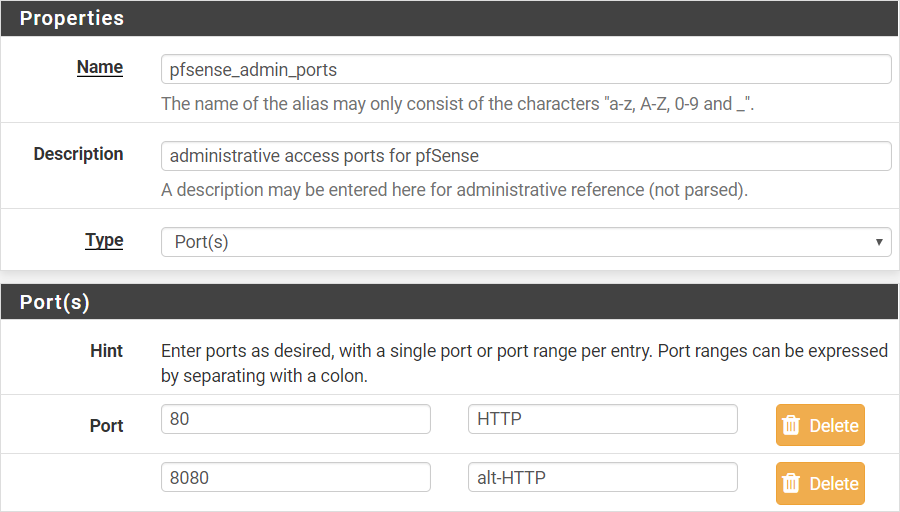 Properties
Name
pfsense_admin_ports
The name of the alias may only consist of the characters "a-z, A-Z, 0-9 and _".
Description
administrative access ports for pfSense
A description may be entered here for administrative reference (not parsed).
Type
Port(s)
Port(s)
Hint
Enter ports as desired, with a single port or port range per entry. Port ranges can be expressed
by separating with a colon.
Port
80
HTTP
Delete
8080
alt-HTTP
Delete